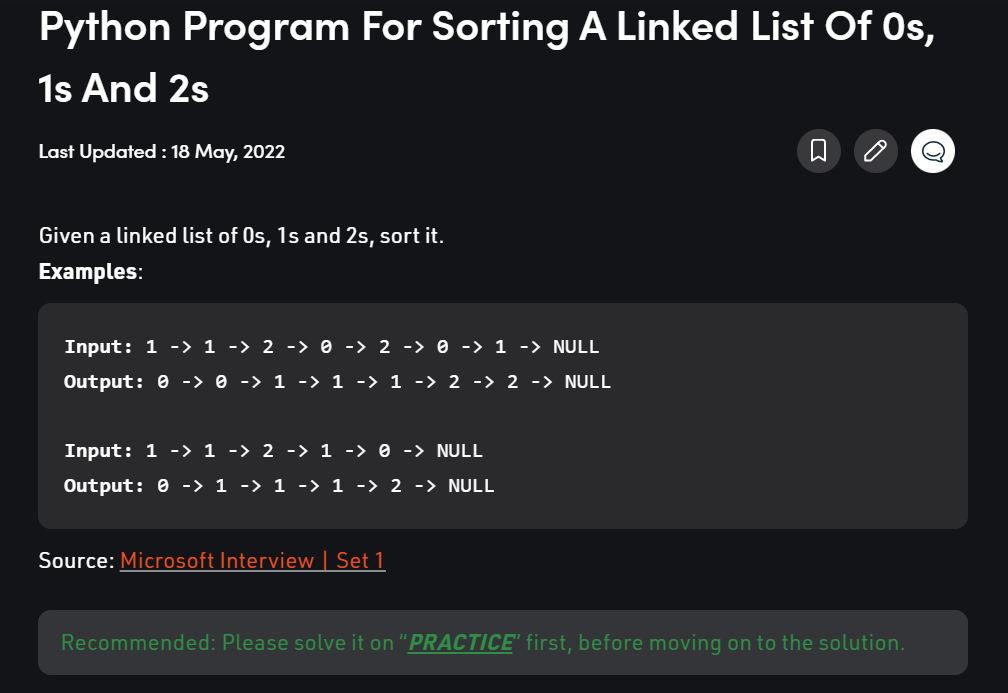 Python Program For Sorting A Linked List Of 0s,
1s And 2s
Last Updated : 18 May, 2022
Given a linked list of 0s, 1s and 2s, sort it.
Examples:
Input: 1 -> 1 -> 2 -> 0 -> 2 -> 0 -> 1 -> NULL
Output: 0 -> 0 -> 1 -> 1 -> 1 -> 2 -> 2 -> NULL
Input: 1 -> 1 -> 2 -> 1 -> 0 -> NULL
Output: 0 -> 1 -> 1 -> 1 -> 2 -> NULL
Source: Microsoft Interview | Set 1
Recommended: Please solve it on “PRACTICE” first, before moving on to the solution.